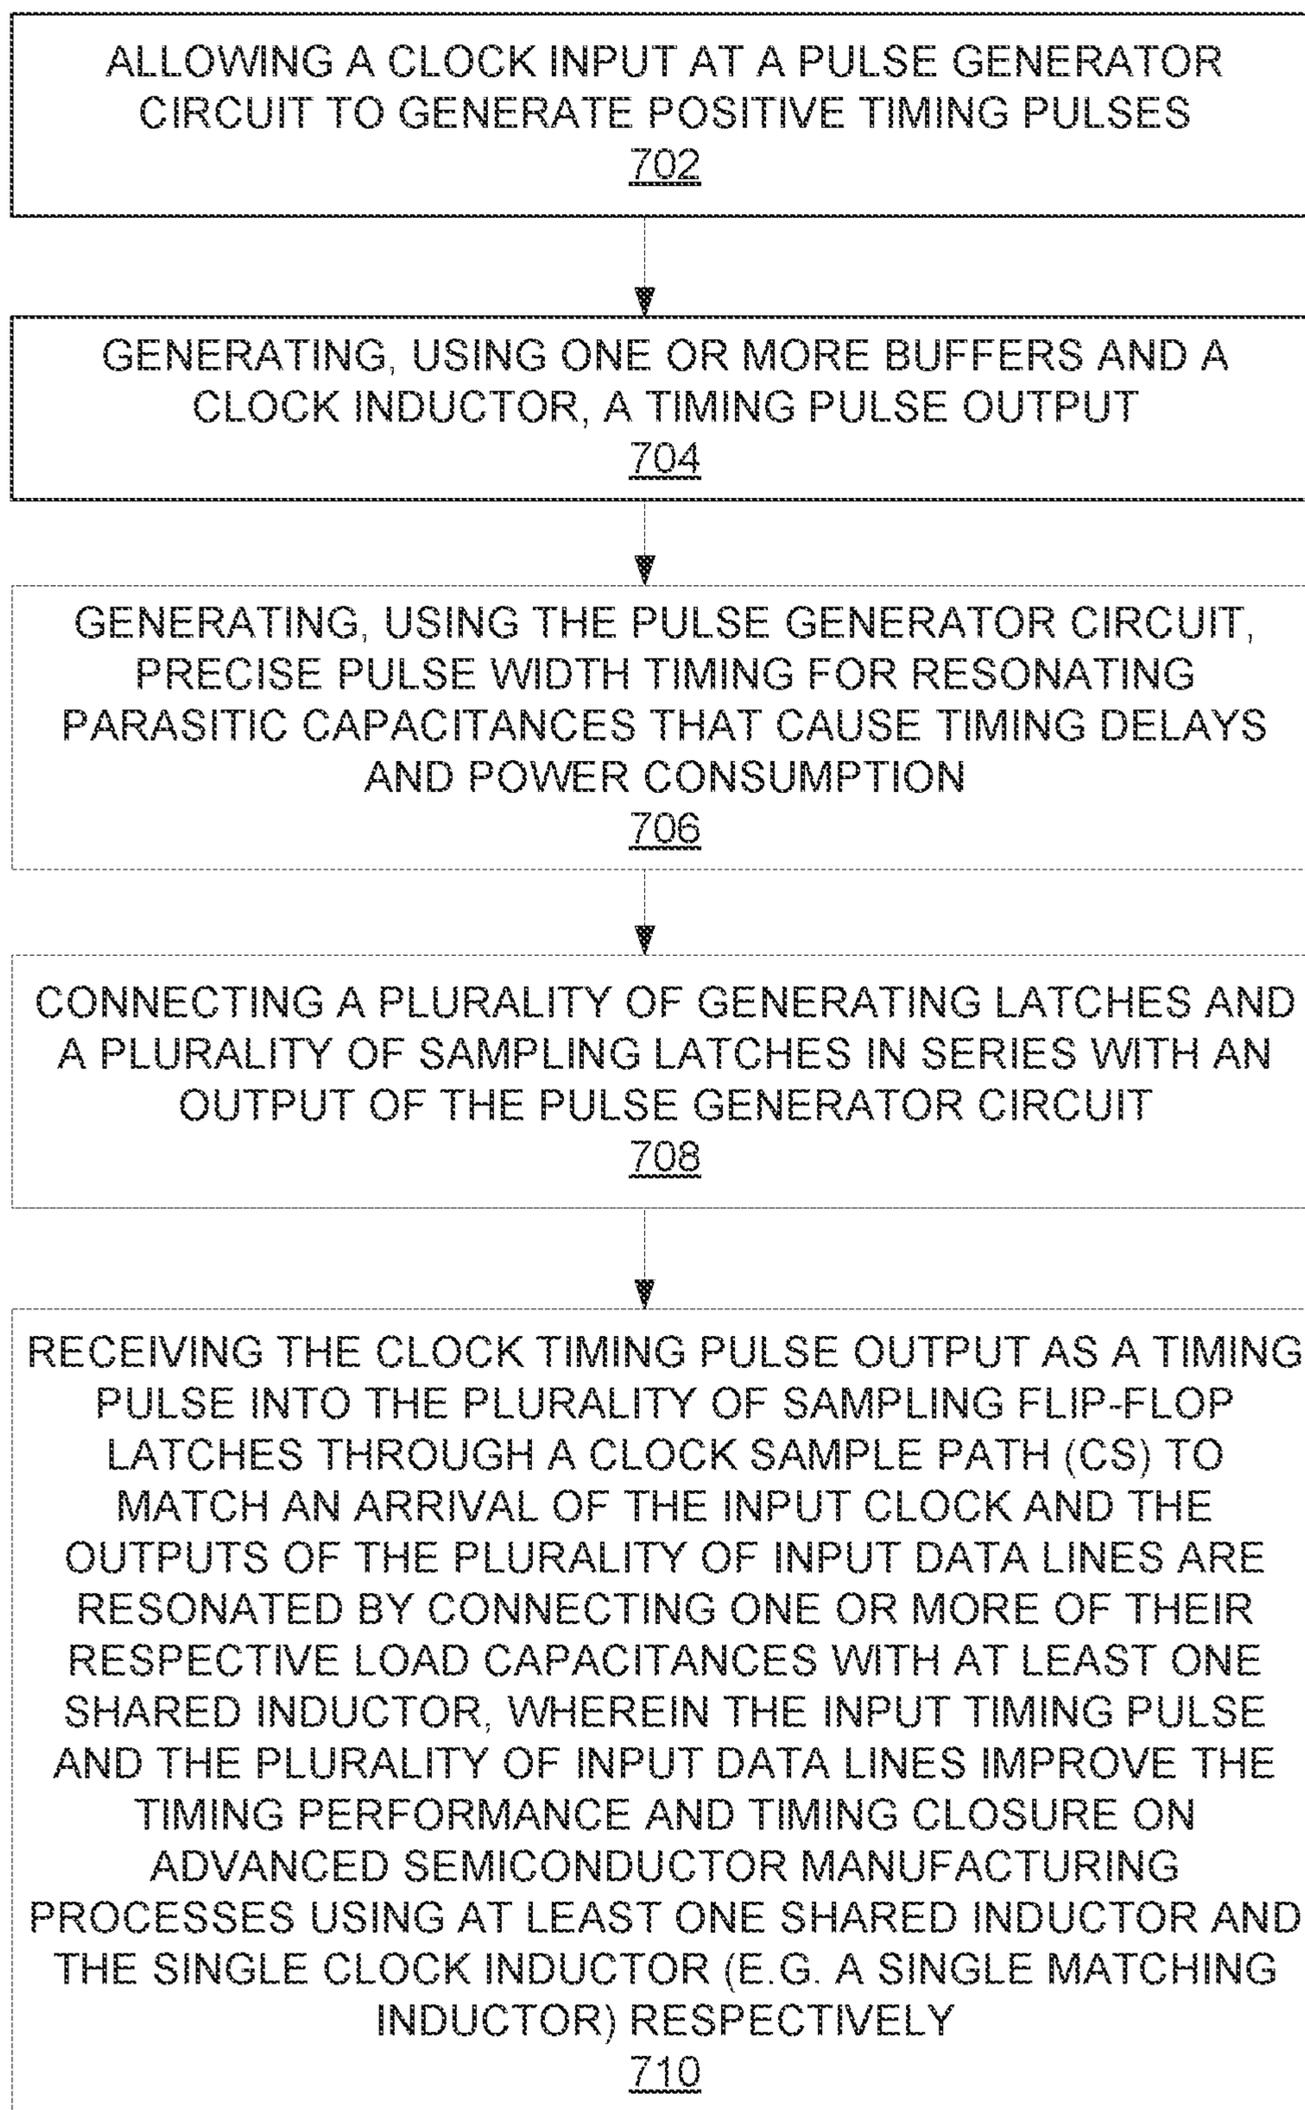 ALLOWING A CLOCK INPUT AT A PULSE GENERATOR
CIRCUIT TO GENERATE POSITIVE TIMING PULSES
702
GENERATING, USING ONE OR MORE BUFFERS AND A
CLOCK INDUCTOR, A TIMING PULSE OUTPUT
704
GENERATING, USING THE PULSE GENERATOR CIRCUIT,
PRECISE PULSE WIDTH TIMING FOR RESONATING
PARASITIC CAPACITANCES THAT CAUSE TIMING DELAYS
AND POWER CONSUMPTION
706
CONNECTING A PLURALITY OF GENERATING LATCHES AND
A PLURALITY OF SAMPLING LATCHES IN SERIES WITH AN
OUTPUT OF THE PULSE GENERATOR CIRCUIT
708
RECEIVING THE CLOCK TIMING PULSE OUTPUT AS A TIMING
PULSE INTO THE PLURALITY OF SAMPLING FLIP-FLOP
LATCHES THROUGH A CLOCK SAMPLE PATH (CS) TO
MATCH AN ARRIVAL OF THE INPUT CLOCK AND THE
OUTPUTS OF THE PLURALITY OF INPUT DATA LINES ARE
RESONATED BY CONNECTING ONE OR MORE OF THEIR
RESPECTIVE LOAD CAPACITANCES WITH AT LEAST ONE
SHARED INDUCTOR, WHEREIN THE INPUT TIMING PULSE
AND THE PLURALITY OF INPUT DATA LINES IMPROVE THE
TIMING PERFORMANCE AND TIMING CLOSURE ON
ADVANCED SEMICONDUCTOR MANUFACTURING
PROCESSES USING AT LEAST ONE SHARED INDUCTOR AND
THE SINGLE CLOCK INDUCTOR (E.G. A SINGLE MATCHING
INDUCTOR) RESPECTIVELY
710